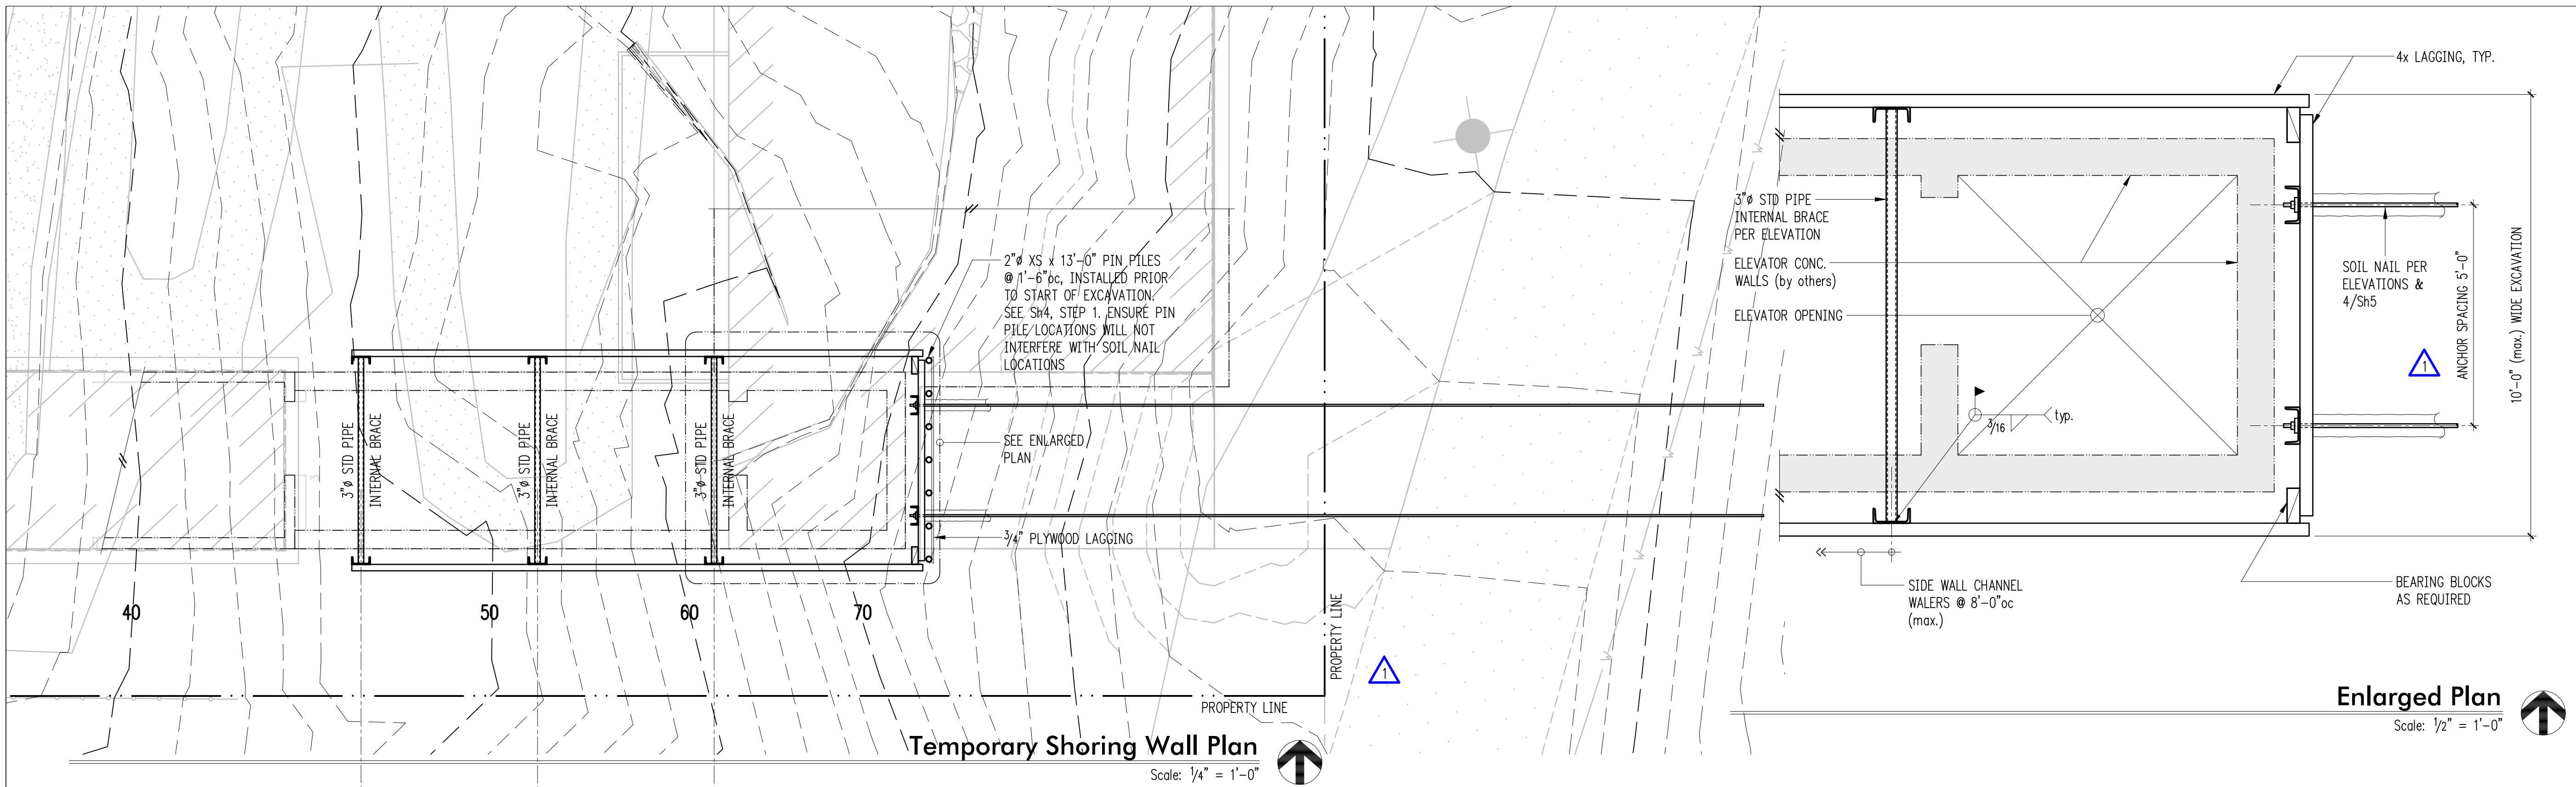 2"ø XS x 13'-0" PIN PILES
@ 1'-6"oc, INSTALLED PRIOR
TO START OF EXCAVATION.
SEE Sh4, STEP 1. ENSURE PIN
PILE LOCATIONS WILL NOT
INTERFERE WITH SOIL NAIL
LOCATIONS
3"ø STD PIPE
INTERNAL BRACE
3"ø STD PIPE
INTERNAL BRACE
3"ø STD PIPE
INTERNAL BRACE
SEE ENLARGED
PLAN
3/4" PLYWOOD LAGGING
40
50
60
70
PROPERTY LINE
1
PROPERTY LINE
Temporary Shoring Wall Plan
Scale: 1/4" = 1'-0"
4x LAGGING, TYP.
3"ø STD PIPE
INTERNAL BRACE
PER ELEVATION
ELEVATOR CONC.
WALLS (by others)
ELEVATOR OPENING
3/16
typ.
SOIL NAIL PER
ELEVATIONS &
4/Sh5
ANCHOR SPACING 5'-0"
10'-0" (max.) WIDE EXCAVATION
1
SIDE WALL CHANNEL
WALERS @ 8'-0"oc
(max.)
BEARING BLOCKS
AS REQUIRED
Enlarged Plan
Scale: 1/2" = 1'-0"